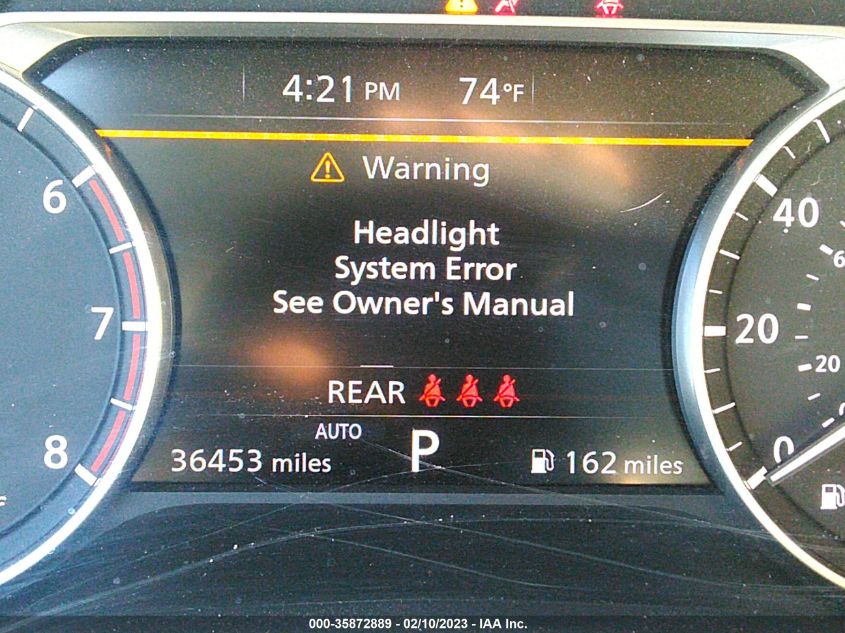 4:21 PM 74°F
Warning
Headlight
System Error
See Owner's Manual
REAR
AUTO
36453 miles P 162 miles
6
7
8
40
20
20
0
000-35872889 - 02/10/2023 - IAA Inc.